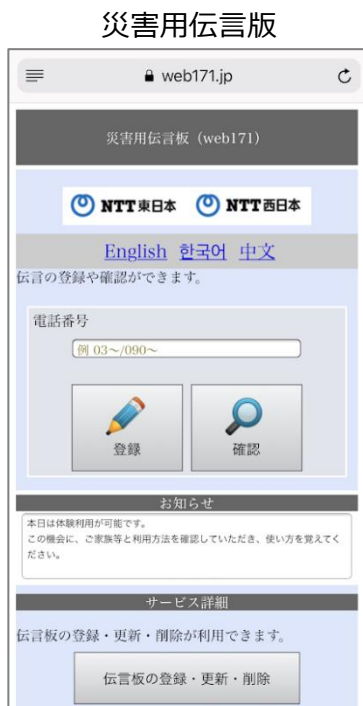 災害用伝言版
web171.jp
災害用伝言板（web171）
NTT東日本 NTT西日本
English 한국어 中文
伝言の登録や確認ができます。
電話番号
例 03～/090～
登録 確認
お知らせ
本日は体験利用が可能です。
この機会に、ご家族等と利用方法を確認していただき、使い方を覚えてく
ださい。
サービス詳細
伝言板の登録・更新・削除が利用できます。
伝言板の登録・更新・削除